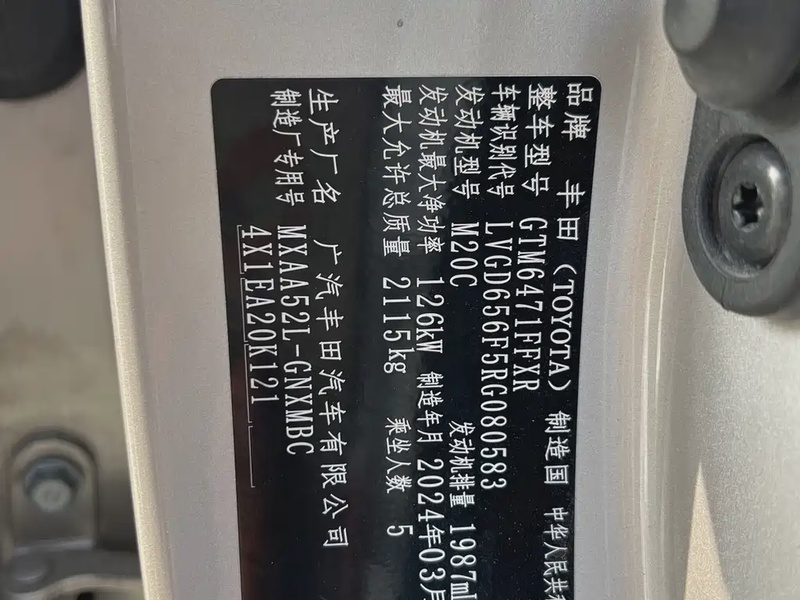 品牌 丰田（TOYOTA） 制造国 中华人民共和
整车型号 GTM6471FFXR
车辆识别代号 LVGD656F5RG080583
发动机型号 M20C 发动机排量 1987mL
发动机最大净功率 126kW 制造年月 2024年03月
最大允许总质量 2115kg 乘坐人数 5
生产厂名 广汽丰田汽车有限公司
制造厂专用号 MXAA52L-GNXMBC
4X1EA20K121